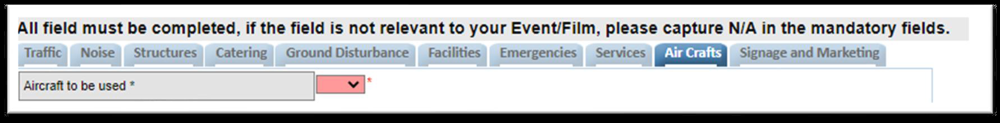 All field must be completed, if the field is not relevant to your Event/Film, please capture N/A in the mandatory fields.
Traffic Noise Structures Catering Ground Disturbance Facilities Emergencies Services Air Crafts Signage and Marketing
Aircraft to be used * *